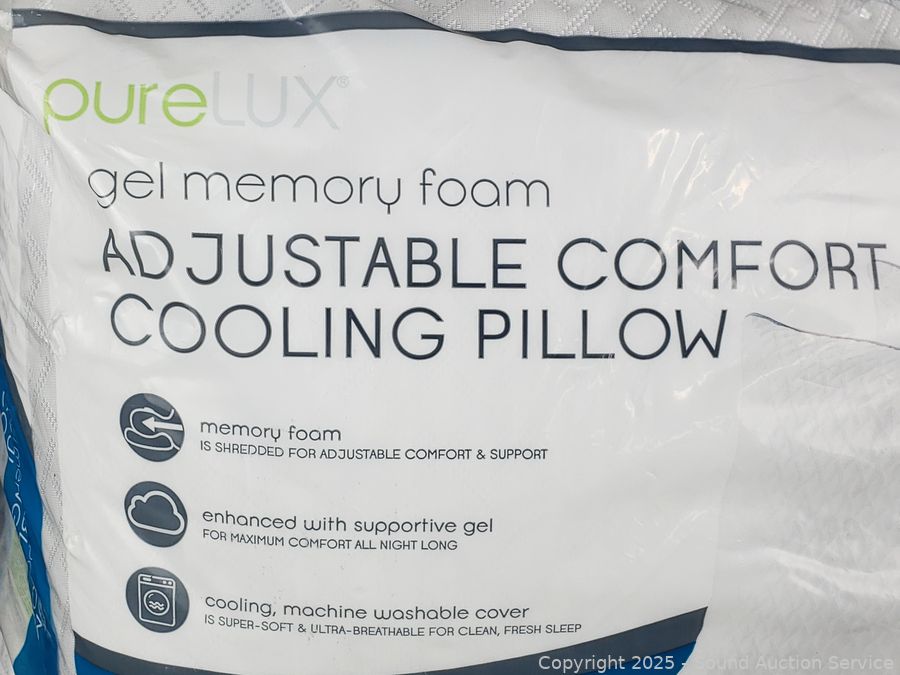 pureLUX®
gel memory foam
ADJUSTABLE COMFORT
COOLING PILLOW
memory foam
IS SHREDDED FOR ADJUSTABLE COMFORT & SUPPORT
enhanced with supportive gel
FOR MAXIMUM COMFORT ALL NIGHT LONG
cooling, machine washable cover
IS SUPER-SOFT & ULTRA-BREATHABLE FOR CLEAN, FRESH SLEEP
Copyright 2025 - Sound Auction Service